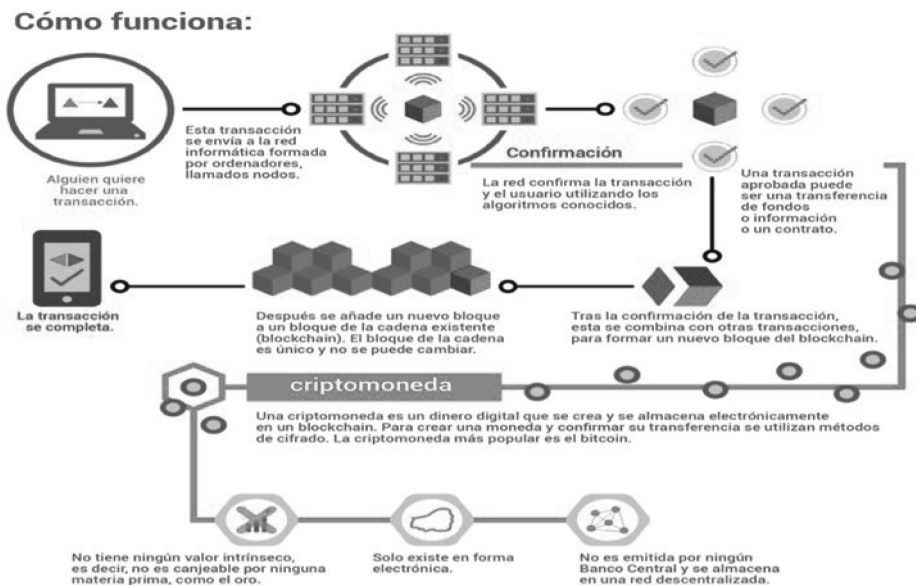 Cómo funciona:
Alguien quiere
hacer una
transacción.
Esta transacción
se envía a la red
informática formada
por ordenadores,
llamados nodos.
Confirmación
La red confirma la transacción
y el usuario utilizando los
algoritmos conocidos.
Una transacción
aprobada puede
ser una transferencia
de fondos
o información
o un contrato.
La transacción
se completa.
Después se añade un nuevo bloque
a un bloque de la cadena existente
(blockchain). El bloque de la cadena
es único y no se puede cambiar.
Tras la confirmación de la transacción,
esta se combina con otras transacciones,
para formar un nuevo bloque del blockchain.
criptomoneda
Una criptomoneda es un dinero digital que se crea y se almacena electrónicamente
en un blockchain. Para crear una moneda y confirmar su transferencia se utilizan métodos
de cifrado. La criptomoneda más popular es el bitcoin.
No tiene ningún valor intrínseco,
es decir, no es canjeable por ninguna
materia prima, como el oro.
Solo existe en forma
electrónica.
No es emitida por ningún
Banco Central y se almacena
en una red descentralizada.